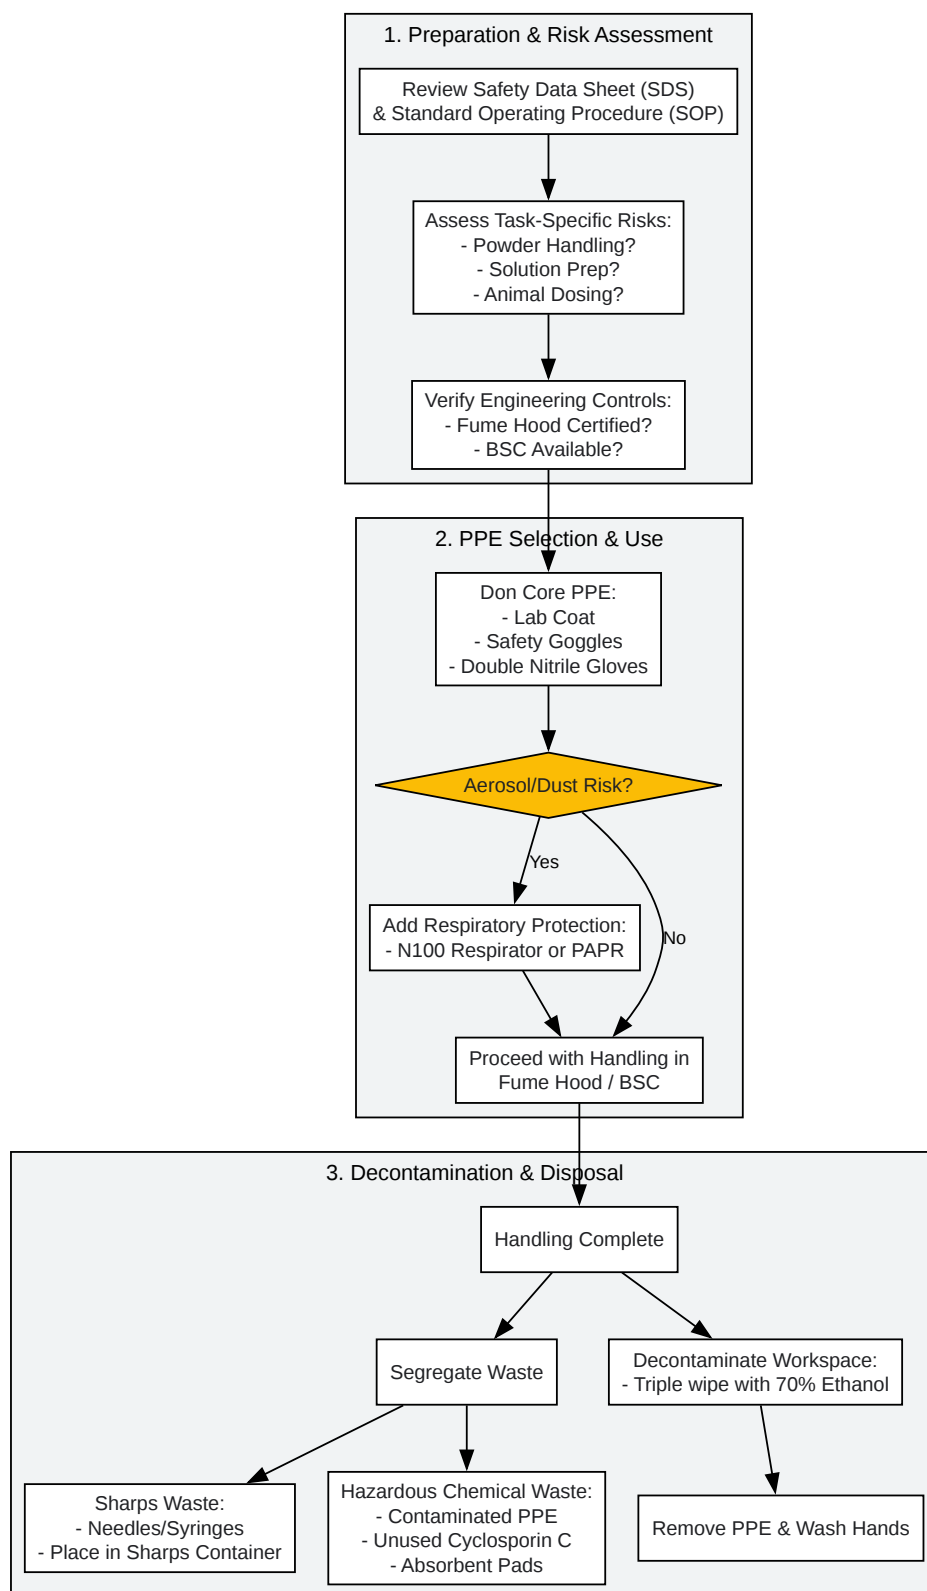 1. Preparation & Risk Assessment
Review Safety Data Sheet (SDS)
& Standard Operating Procedure (SOP)
Assess Task-Specific Risks:
- Powder Handling?
- Solution Prep?
- Animal Dosing?
Verify Engineering Controls:
- Fume Hood Certified?
- BSC Available?
2. PPE Selection & Use
Don Core PPE:
- Lab Coat
- Safety Goggles
- Double Nitrile Gloves
Aerosol/Dust Risk?
Yes
Add Respiratory Protection:
- N100 Respirator or PAPR
No
Proceed with Handling in
Fume Hood / BSC
3. Decontamination & Disposal
Handling Complete
Segregate Waste
Decontaminate Workspace:
- Triple wipe with 70% Ethanol
Sharps Waste:
- Needles/Syringes
- Place in Sharps Container
Hazardous Chemical Waste:
- Contaminated PPE
- Unused Cyclosporin C
- Absorbent Pads
Remove PPE & Wash Hands